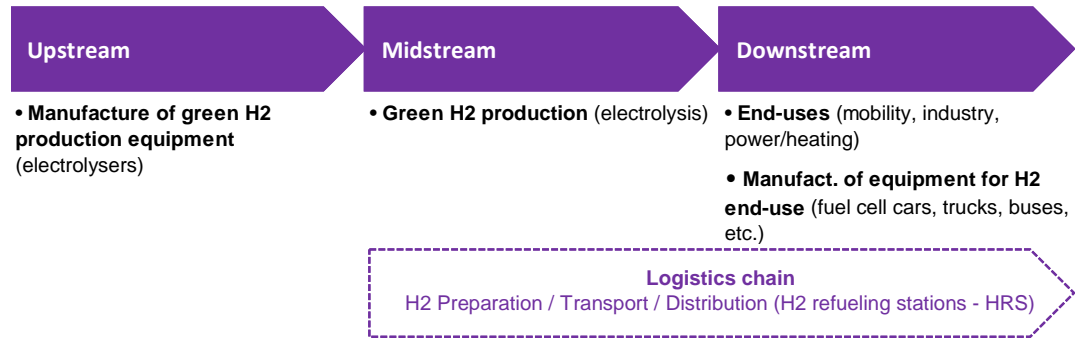 Upstream
Midstream
Downstream
• Manufacture of green H2
production equipment
(electrolysers)
• Green H2 production (electrolysis)
• End-uses (mobility, industry,
power/heating)
• Manufact. of equipment for H2
end-use (fuel cell cars, trucks, buses,
etc.)
Logistics chain
H2 Preparation / Transport / Distribution (H2 refueling stations - HRS)